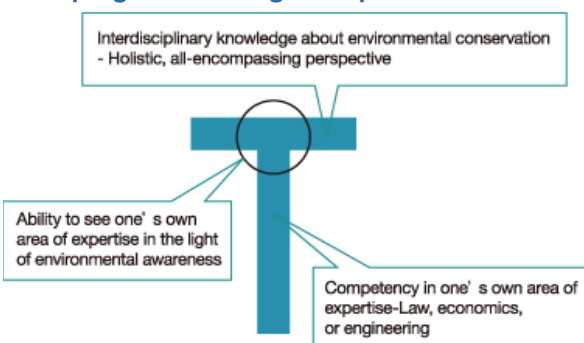 Interdisciplinary knowledge about environmental conservation
- Holistic, all-encompassing perspective
Ability to see one’ s own
area of expertise in the light
of environmental awareness
Competency in one’ s own area of
expertise-Law, economics,
or engineering